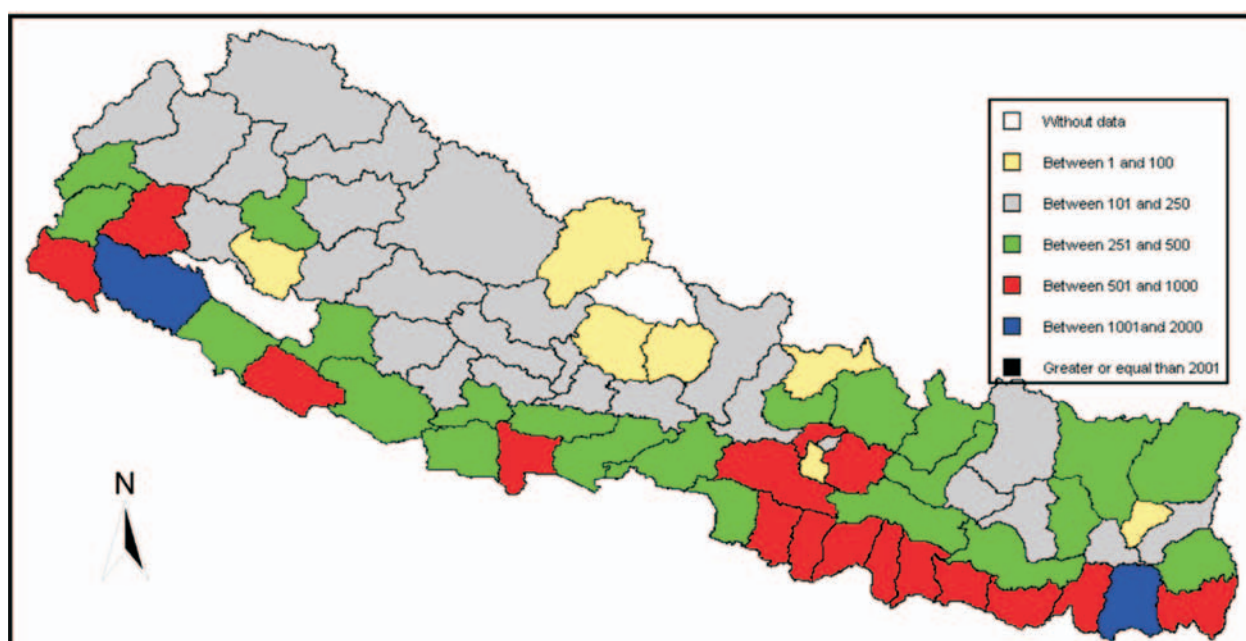 Without data
Between 1 and 100
Between 101 and 250
Between 251 and 500
Between 501 and 1000
Between 1001and 2000
Greater or equal than 2001
N